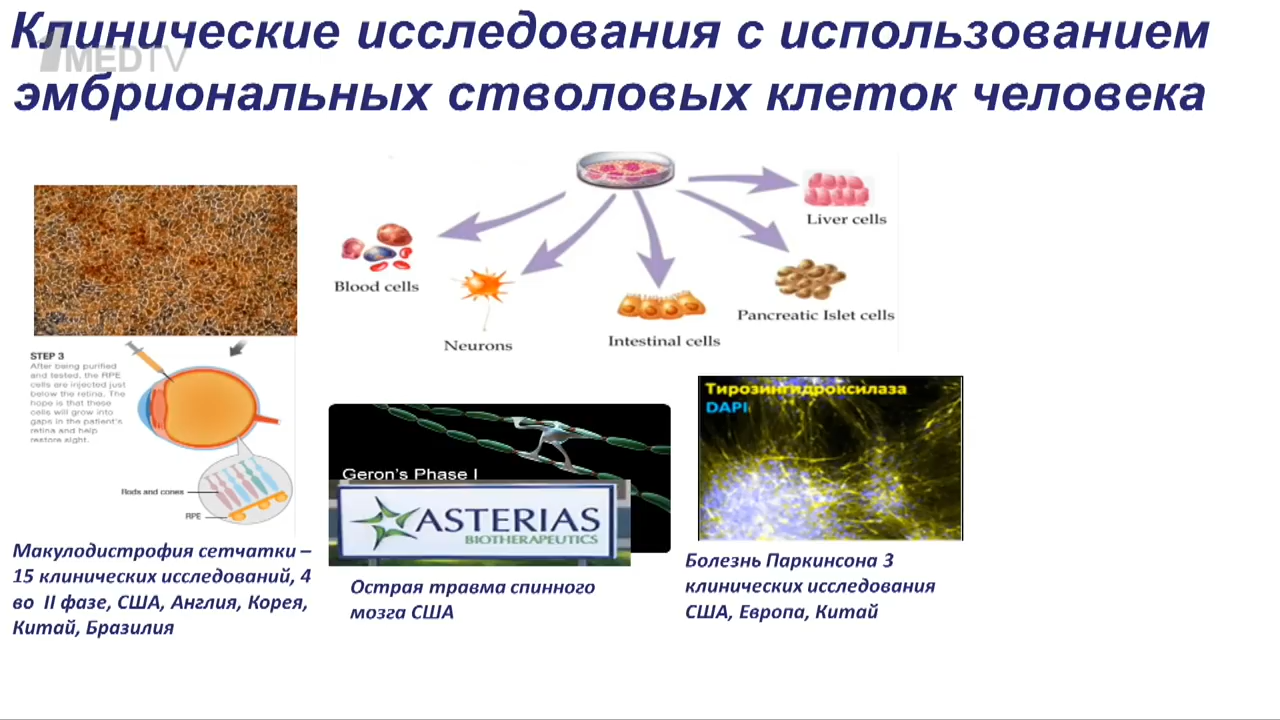 Клинические исследования с использованием
эмбриональных стволовых клеток человека
1MEDTV
Liver cells
Blood cells
Pancreatic Islet cells
Intestinal cells
Neurons
STEP 3
After being purified
and tested, the RPE
cells are injected just
below the retina. The
hope is that these
cells will grow into
gaps in the patient's
retina and help
restore sight.
Rods and cones
RPE
Макулодистрофия сетчатки –
15 клинических исследований, 4
во II фазе, США, Англия, Корея,
Китай, Бразилия
Geron's Phase I
ASTERIAS
BIOTHERAPEUTICS
Острая травма спинного
мозга США
Тирозингидроксилаза
DAPI
Болезнь Паркинсона 3
клинических исследования
США, Европа, Китай